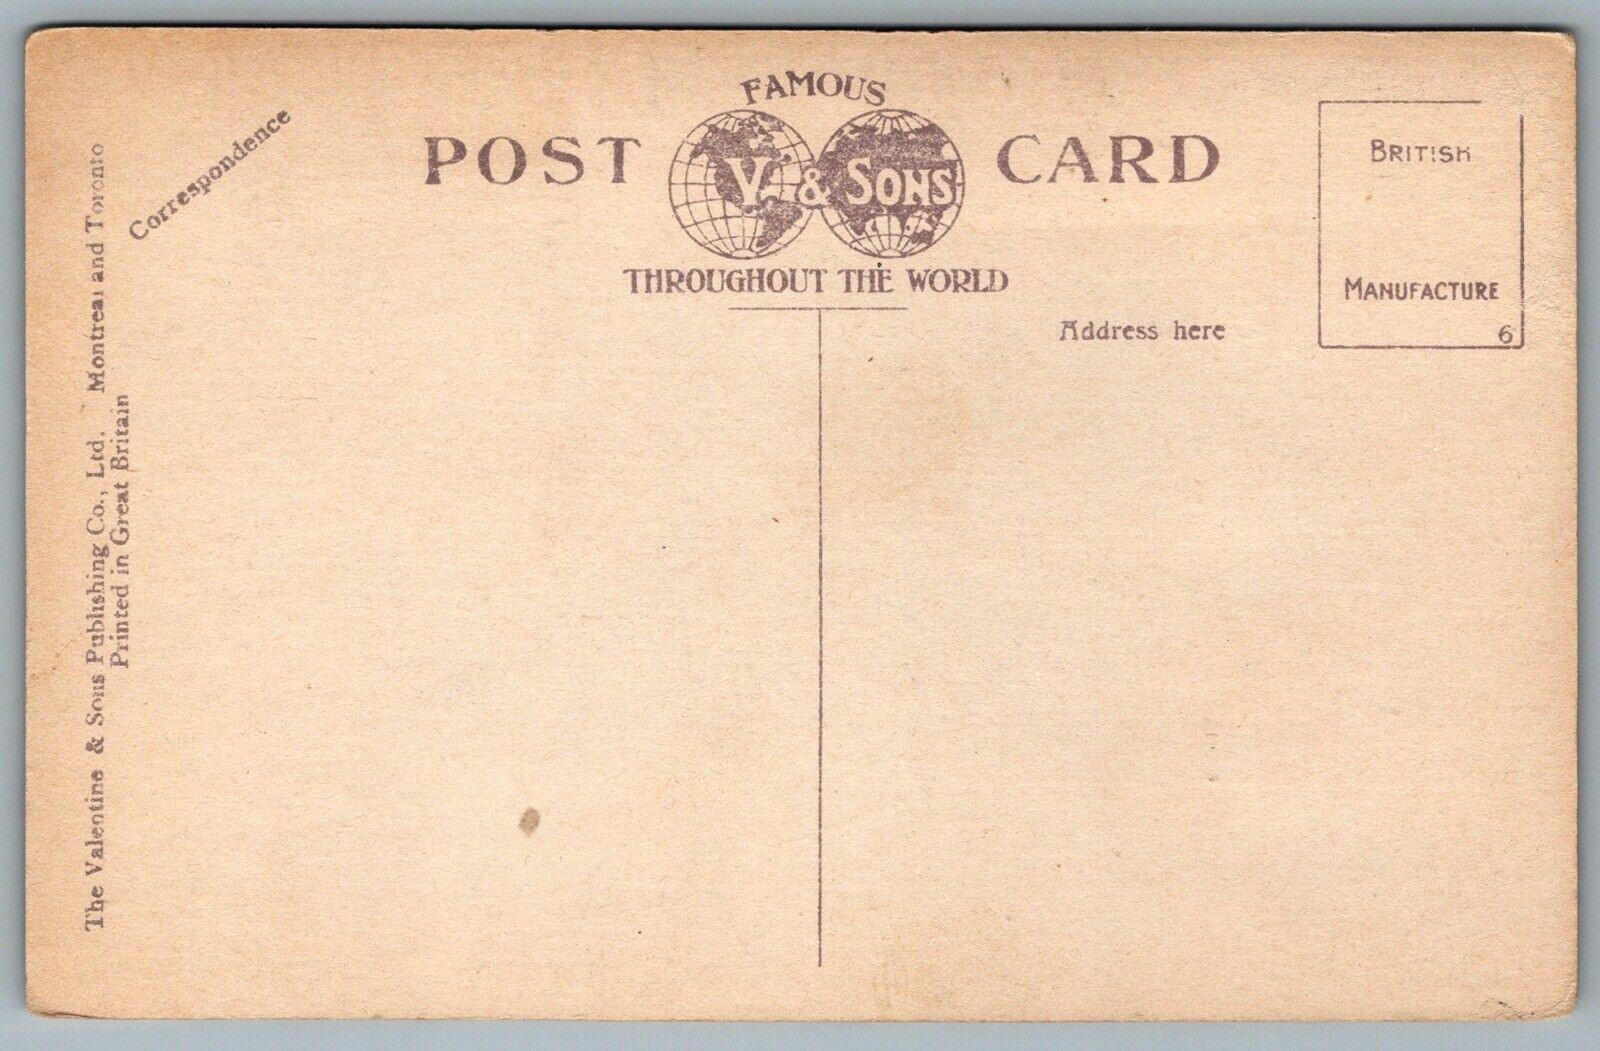 FAMOUS
POST V. & SONS CARD
THROUGHOUT THE WORLD
Correspondence
Address here
BRITISH
MANUFACTURE
6
The Valentine & Sons Publishing Co., Ltd. Montreal and Toronto
Printed in Great Britain